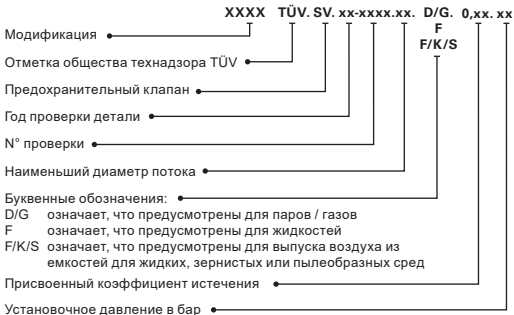 XXXX TÜV. SV. xx-xxxx.xx. D/G. 0,xx. xx
F
F/K/S
Модификация
Отметка общества технадзора TÜV
Предохранительный клапан
Год проверки детали
N° проверки
Наименьший диаметр потока
Буквенные обозначения:
D/G означает, что предусмотрены для паров / газов
F означает, что предусмотрены для жидкостей
F/K/S означает, что предусмотрены для выпуска воздуха из
емкостей для жидких, зернистых или пылеобразных сред
Присвоенный коэффициент истечения
Установочное давление в бар